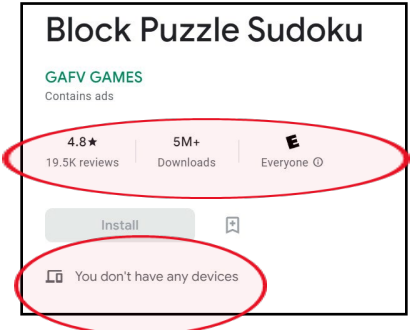 Block Puzzle Sudoku
GAFV GAMES
Contains ads
4.8★ 5M+ E
19.5K reviews Downloads Everyone ⓘ
Install
You don't have any devices